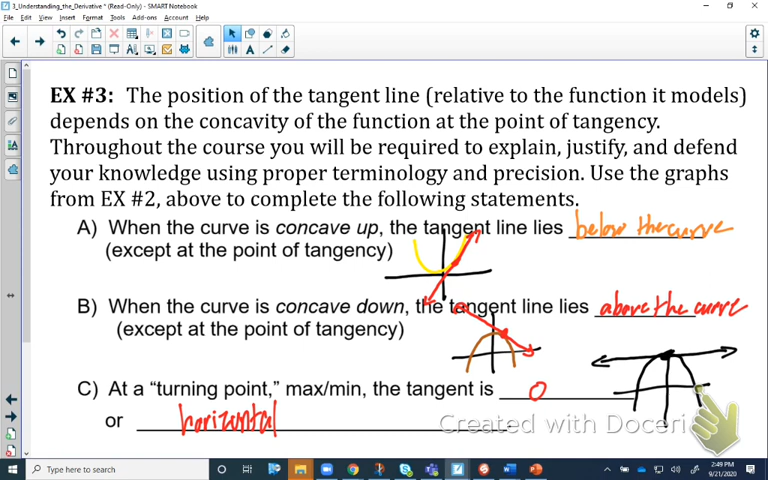 3_Understanding_the_Derivative * (Read-Only) - SMART Notebook
File Edit View Insert Format Tools Add-ons Account Help
EX #3: The position of the tangent line (relative to the function it models)
depends on the concavity of the function at the point of tangency.
Throughout the course you will be required to explain, justify, and defend
your knowledge using proper terminology and precision. Use the graphs
from EX #2, above to complete the following statements.
A) When the curve is concave up, the tangent line lies below the curve
(except at the point of tangency)
B) When the curve is concave down, the tangent line lies above the curve
(except at the point of tangency)
C) At a “turning point,” max/min, the tangent is 0
or horizontal
Created with Doceri
Type here to search
2:49 PM
9/21/2020